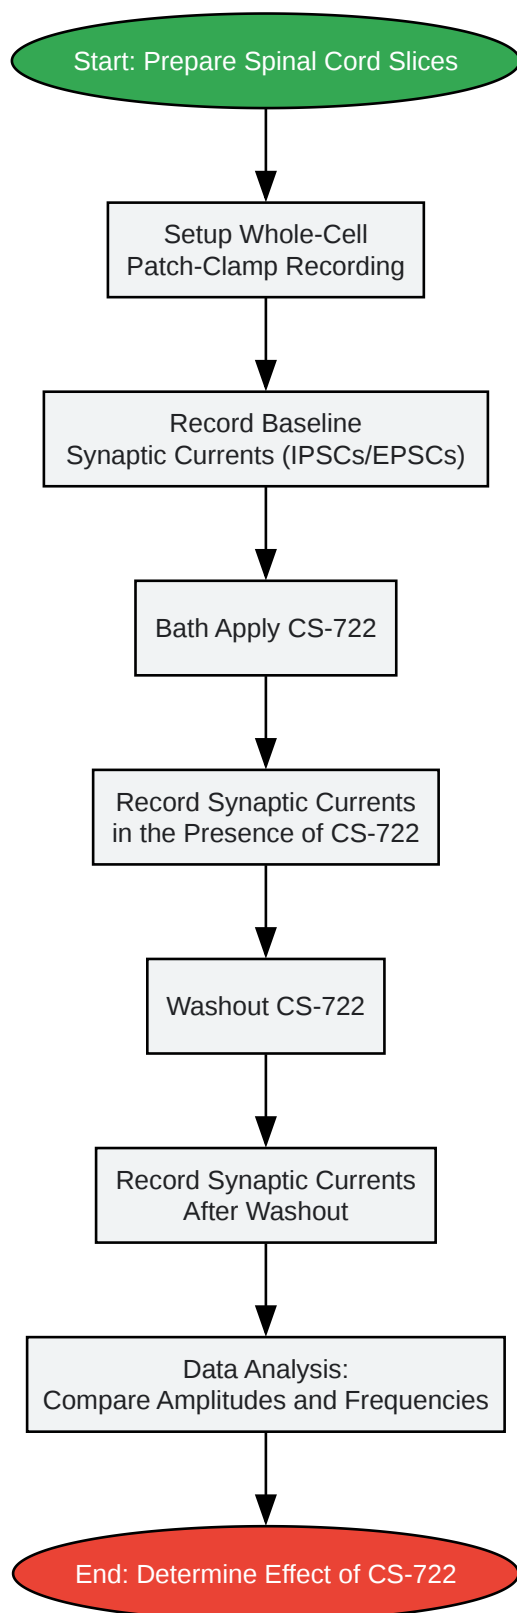 Start: Prepare Spinal Cord Slices
Setup Whole-Cell
Patch-Clamp Recording
Record Baseline
Synaptic Currents (IPSCs/EPSCs)
Bath Apply CS-722
Record Synaptic Currents
in the Presence of CS-722
Washout CS-722
Record Synaptic Currents
After Washout
Data Analysis:
Compare Amplitudes and Frequencies
End: Determine Effect of CS-722